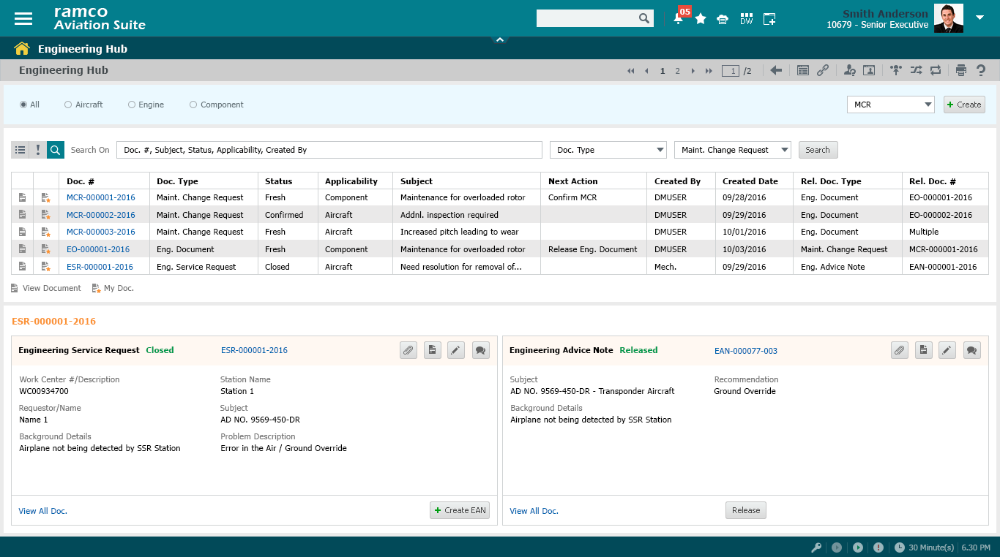 ramco
Aviation Suite
05
DW
Smith Anderson
10679 - Senior Executive
Engineering Hub
Engineering Hub
1 2 1 /2
All Aircraft Engine Component
MCR
+ Create
Search On
Doc. #, Subject, Status, Applicability, Created By
Doc. Type
Maint. Change Request
Search
Doc. # Doc. Type Status Applicability Subject Next Action Created By Created Date Rel. Doc. Type Rel. Doc. #
MCR-000001-2016 Maint. Change Request Fresh Component Maintenance for overloaded rotor Confirm MCR DMUSER 09/28/2016 Eng. Document EO-000001-2016
MCR-000002-2016 Maint. Change Request Confirmed Aircraft Addnl. inspection required DMUSER 09/29/2016 Eng. Document EO-000002-2016
MCR-000003-2016 Maint. Change Request Fresh Aircraft Increased pitch leading to wear DMUSER 10/01/2016 Eng. Document Multiple
EO-000001-2016 Eng. Document Fresh Component Maintenance for overloaded rotor Release Eng. Document DMUSER 10/03/2016 Maint. Change Request MCR-000001-2016
ESR-000001-2016 Eng. Service Request Closed Aircraft Need resolution for removal of... Mech. 09/29/2016 Eng. Advice Note EAN-000001-2016
View Document My Doc.
ESR-000001-2016
Engineering Service Request Closed ESR-000001-2016
Work Center #/Description Station Name
WC00934700 Station 1
Requestor/Name Subject
Name 1 AD NO. 9569-450-DR
Background Details Problem Description
Airplane not being detected by SSR Station Error in the Air / Ground Override
View All Doc. + Create EAN
Engineering Advice Note Released EAN-000077-003
Subject Recommendation
AD NO. 9569-450-DR - Transponder Aircraft Ground Override
Background Details
Airplane not being detected by SSR Station
View All Doc. Release
30 Minute(s) 6.30 PM